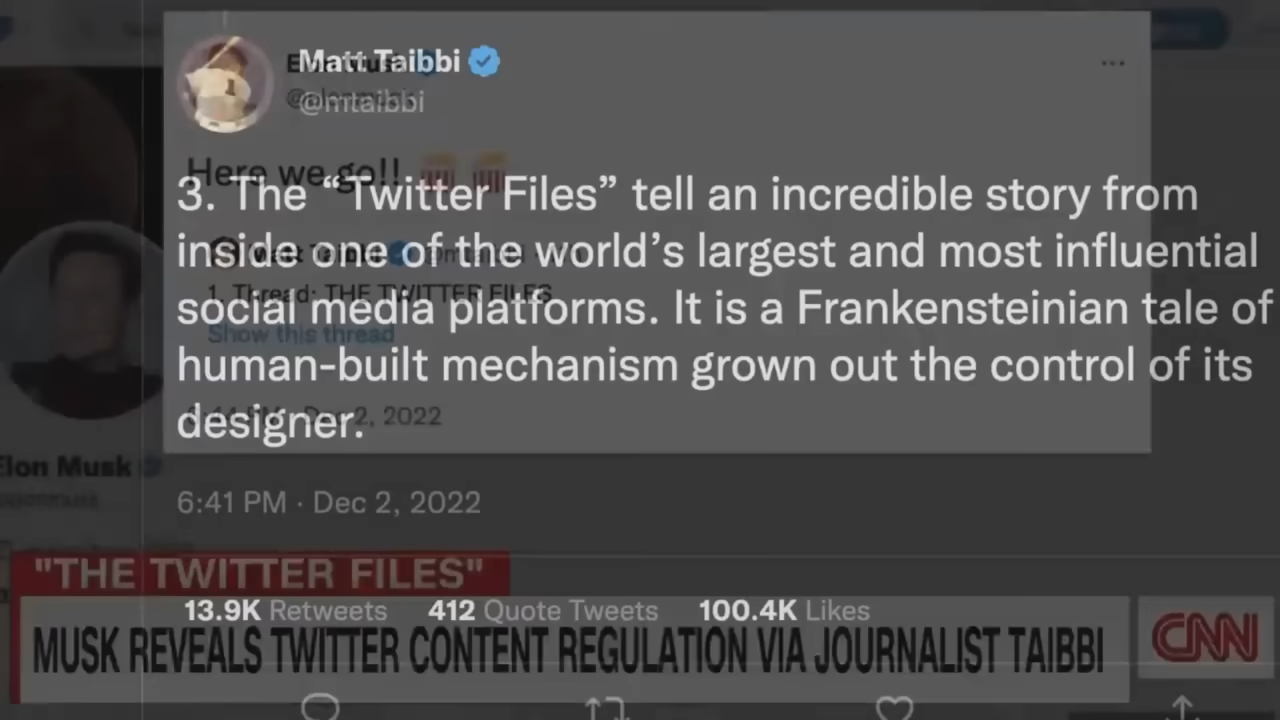 Matt Taibbi
@mtaibbi
Here we go!!
3. The “Twitter Files” tell an incredible story from
inside one of the world’s largest and most influential
1. Thread: THE TWITTER FILES
social media platforms. It is a Frankensteinian tale of
Show this thread
human-built mechanism grown out the control of its
designer.
Dec 2, 2022
Elon Musk
6:41 PM · Dec 2, 2022
"THE TWITTER FILES"
13.9K Retweets 412 Quote Tweets 100.4K Likes
MUSK REVEALS TWITTER CONTENT REGULATION VIA JOURNALIST TAIBBI
CNN